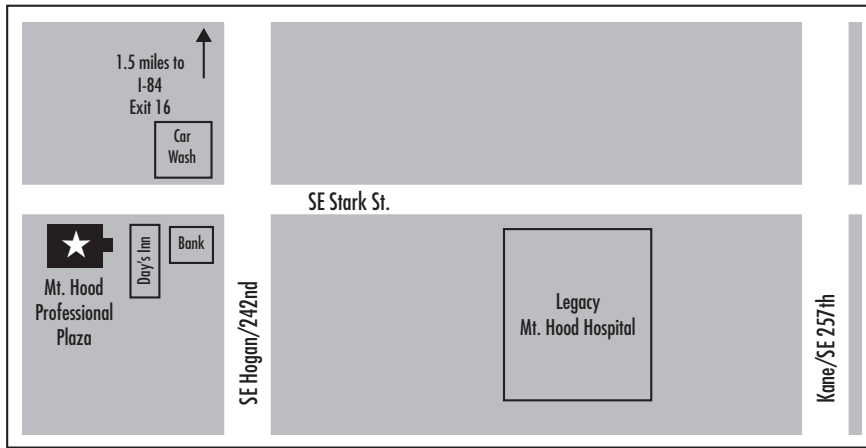 1.5 miles to
I-84
Exit 16
Car
Wash
SE Stark St.
Mt. Hood
Professional
Plaza
Day's Inn
Bank
SE Hogan/242nd
Legacy
Mt. Hood Hospital
Kane/SE 257th